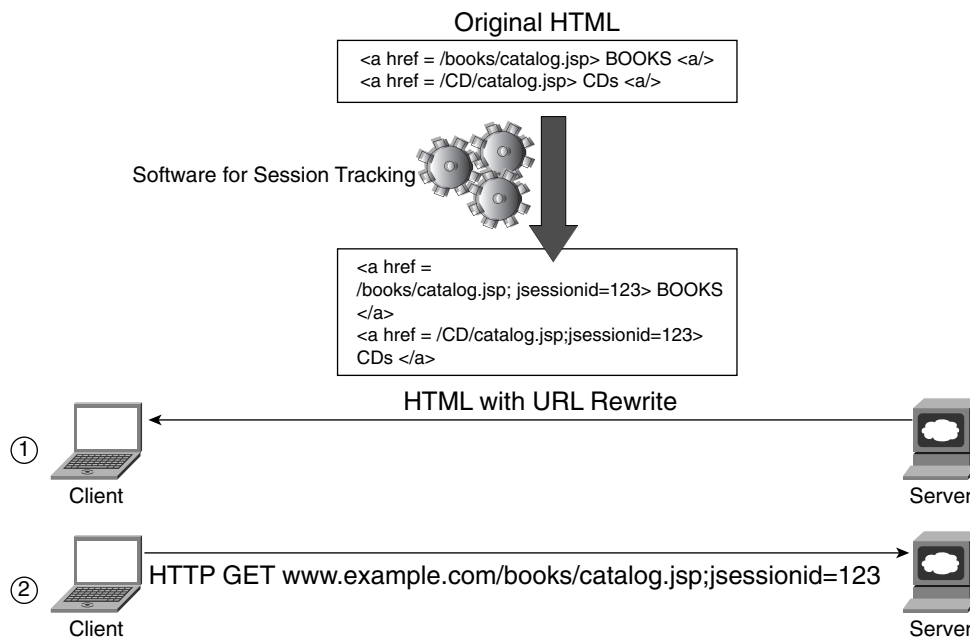 Original HTML
<a href = /books/catalog.jsp> BOOKS <a/>
<a href = /CD/catalog.jsp> CDs <a/>
Software for Session Tracking
<a href =
/books/catalog.jsp; jsessionid=123> BOOKS
</a>
<a href = /CD/catalog.jsp;jsessionid=123>
CDs </a>
HTML with URL Rewrite
1
Client
Server
HTTP GET www.example.com/books/catalog.jsp;jsessionid=123
2
Client
Server